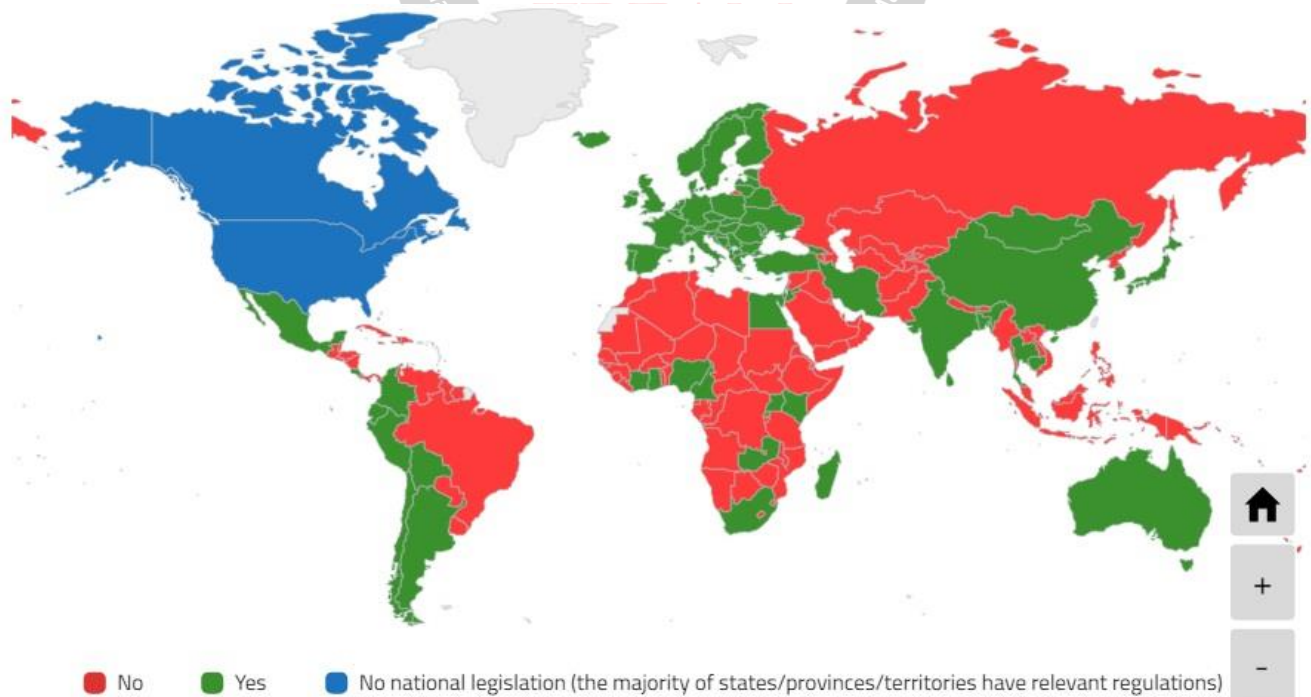 +
-
No Yes No national legislation (the majority of states/provinces/territories have relevant regulations)